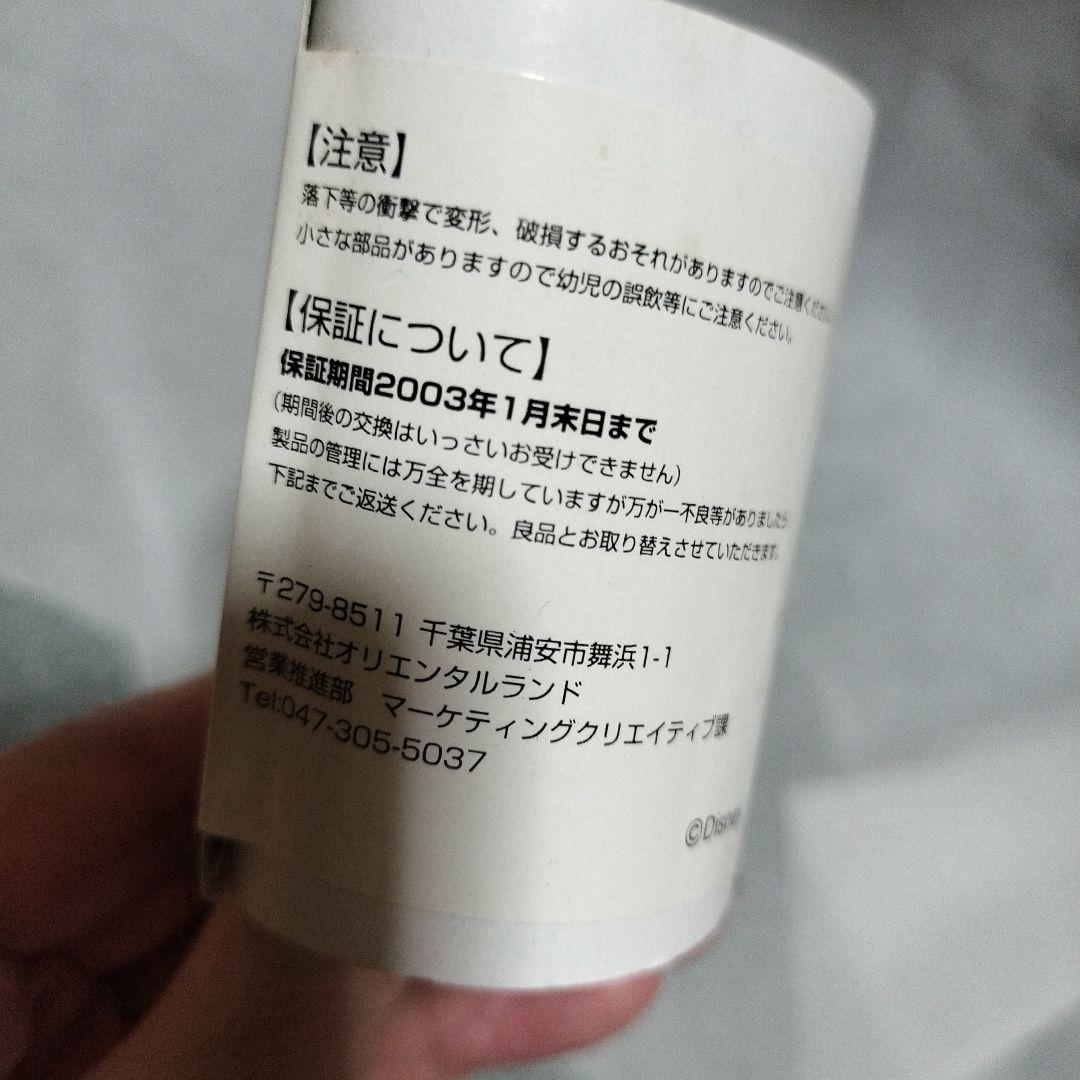 【注意】
落下等の衝撃で変形、破損するおそれがありますのでご注意ください。
小さな部品がありますので幼児の誤飲等にご注意ください。
【保証について】
保証期間2003年1月末日まで
(期間後の交換はいっさいお受けできません)
製品の管理には万全を期していますが万が一不良等がありましたら
下記までご返送ください。良品とお取り替えさせていただきます。
〒279-8511 千葉県浦安市舞浜1-1
株式会社オリエンタルランド
営業推進部 マーケティングクリエイティブ課
Tel:047-305-5037
©Disney